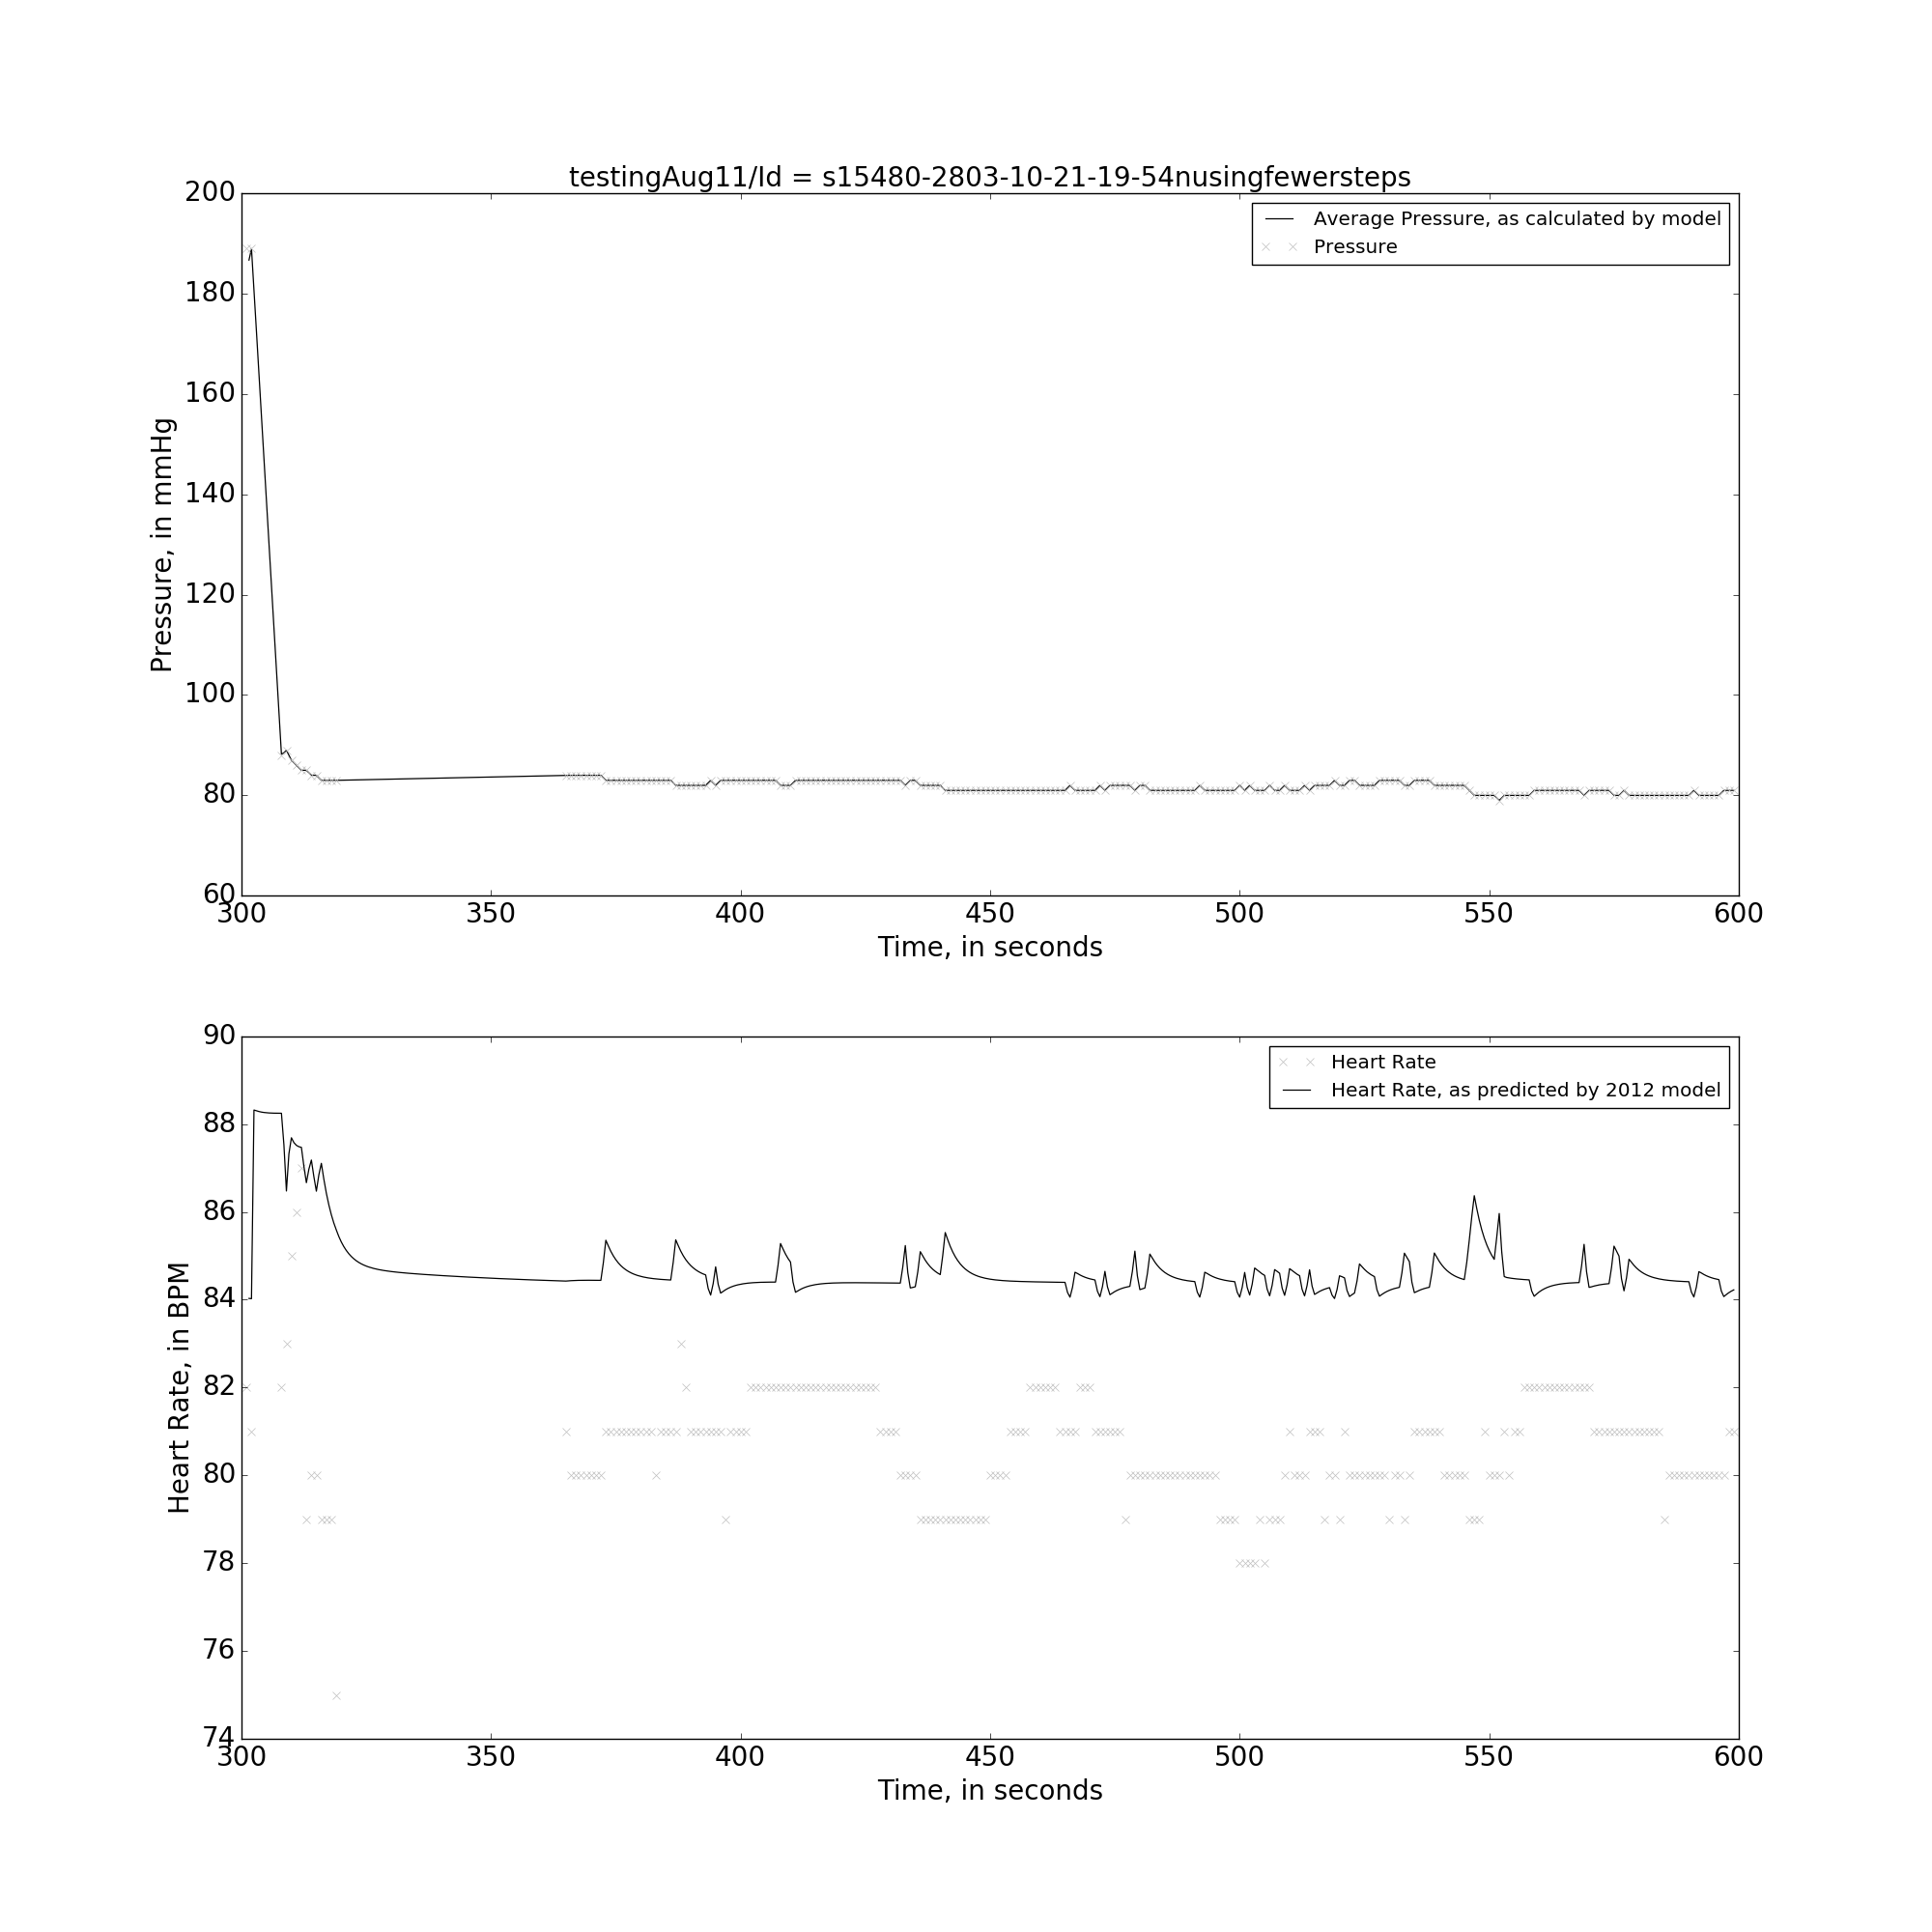 testingAug11/Id = s15480-2803-10-21-19-54nusingfewersteps
Average Pressure, as calculated by model
Pressure
200
180
160
140
120
100
80
60
Pressure, in mmHg
300 350 400 450 500 550 600
Time, in seconds
Heart Rate
Heart Rate, as predicted by 2012 model
90
88
86
84
82
80
78
76
74
Heart Rate, in BPM
300 350 400 450 500 550 600
Time, in seconds